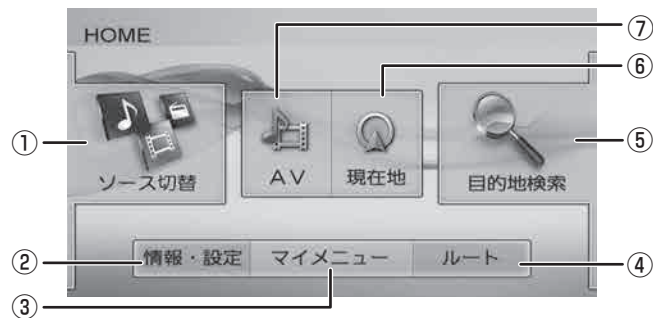 HOME
⑦
⑥
①
⑤
ソース切替
AV
現在地
目的地検索
②
情報・設定
マイメニュー
ルート
④
③